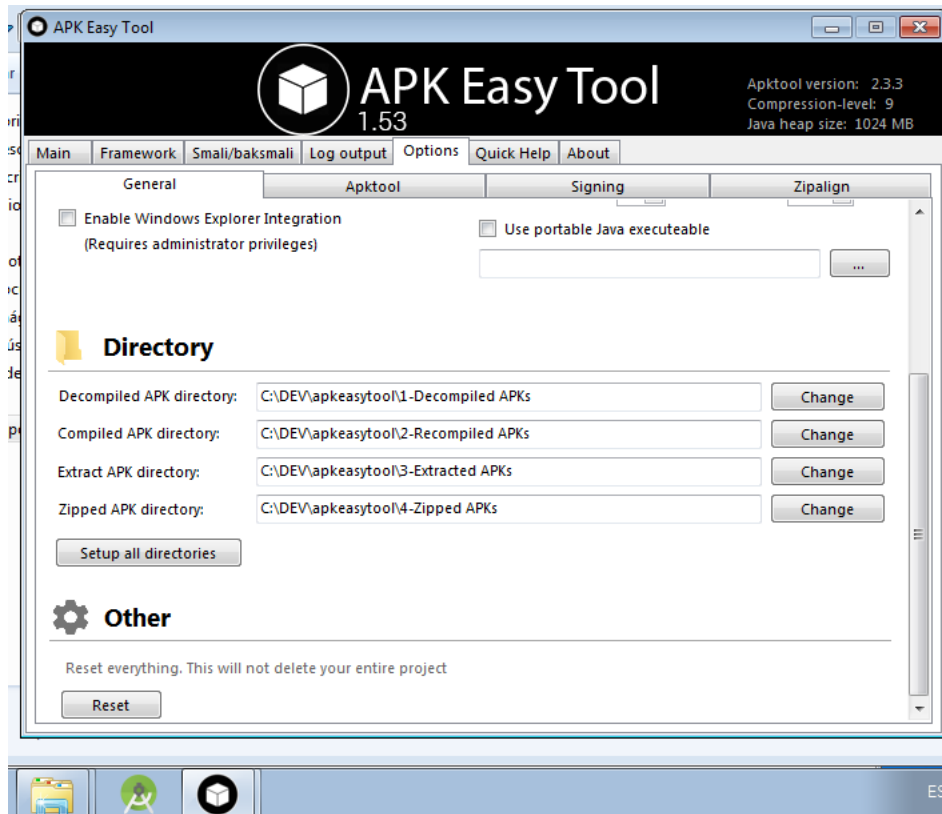 APK Easy Tool
APK Easy Tool
1.53
Apktool version: 2.3.3
Compression-level: 9
Java heap size: 1024 MB
Main Framework Smali/baksmali Log output Options Quick Help About
General Apktool Signing Zipalign
Enable Windows Explorer Integration
(Requires administrator privileges)
Use portable Java executeable
...
Directory
Decompiled APK directory: C:\DEV\apkeasytool\1-Decompiled APKs Change
Compiled APK directory: C:\DEV\apkeasytool\2-Recompiled APKs Change
Extract APK directory: C:\DEV\apkeasytool\3-Extracted APKs Change
Zipped APK directory: C:\DEV\apkeasytool\4-Zipped APKs Change
Setup all directories
Other
Reset everything. This will not delete your entire project
Reset
ES